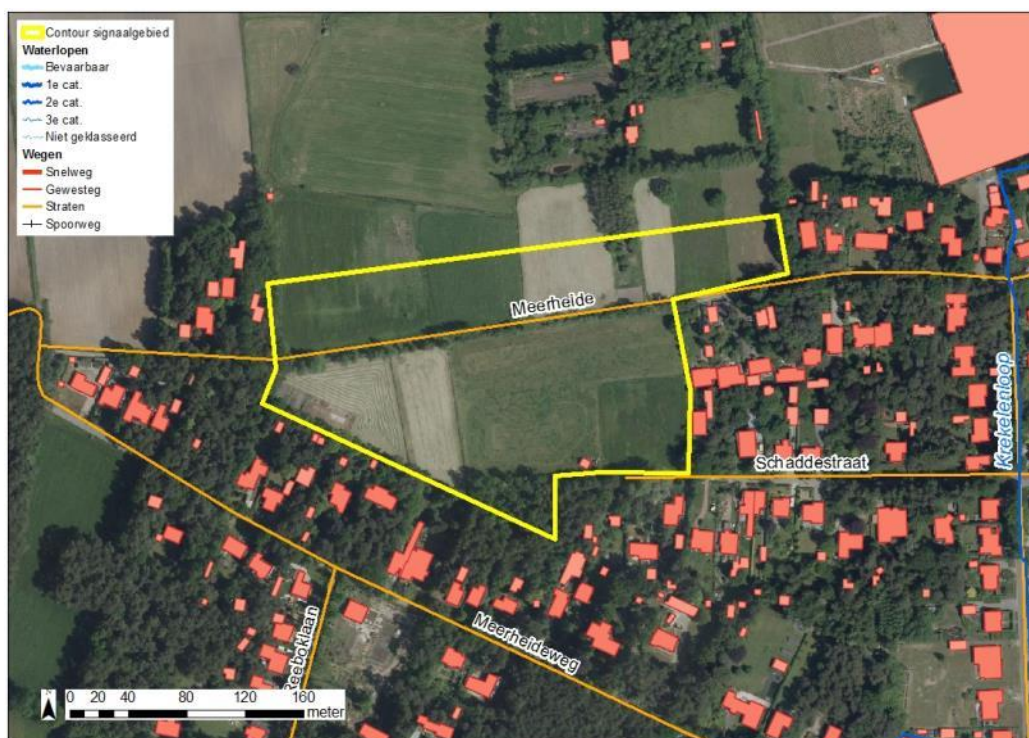 Contour signaalgebied
Waterlopen
Bevaarbaar
1e cat.
2e cat.
3e cat.
Niet geklasseerd
Wegen
Snelweg
Gewesteg
Straten
Spoorweg
Meerheide
Schaddestraat
Krekelenloop
Meerheideweg
Reeboklaan
0 20 40 80 120 160
meter